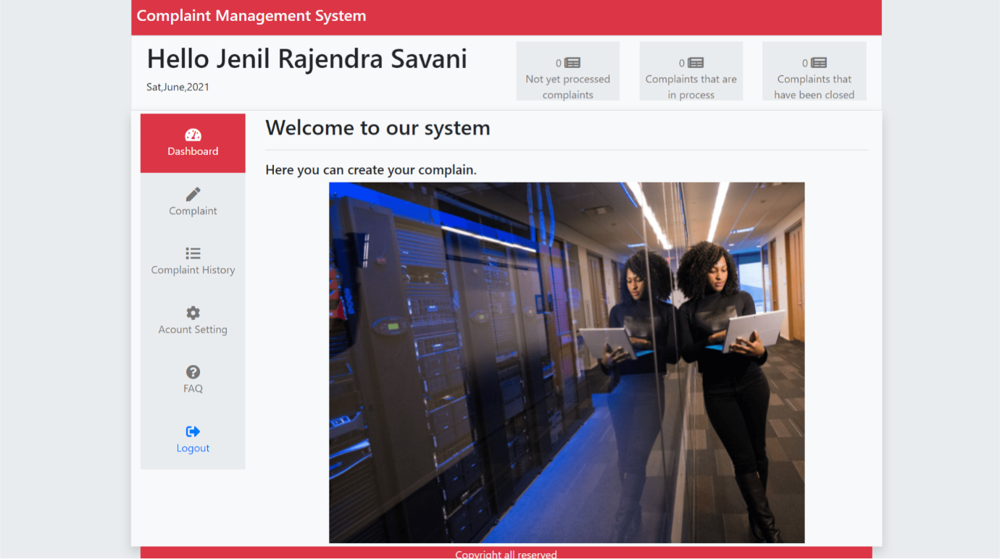 Complaint Management System
Hello Jenil Rajendra Savani
Sat,June,2021
0
Not yet processed
complaints
0
Complaints that are
in process
0
Complaints that
have been closed
Dashboard
Complaint
Complaint History
Acount Setting
FAQ
Logout
Welcome to our system
Here you can create your complain.
Copyright all reserved